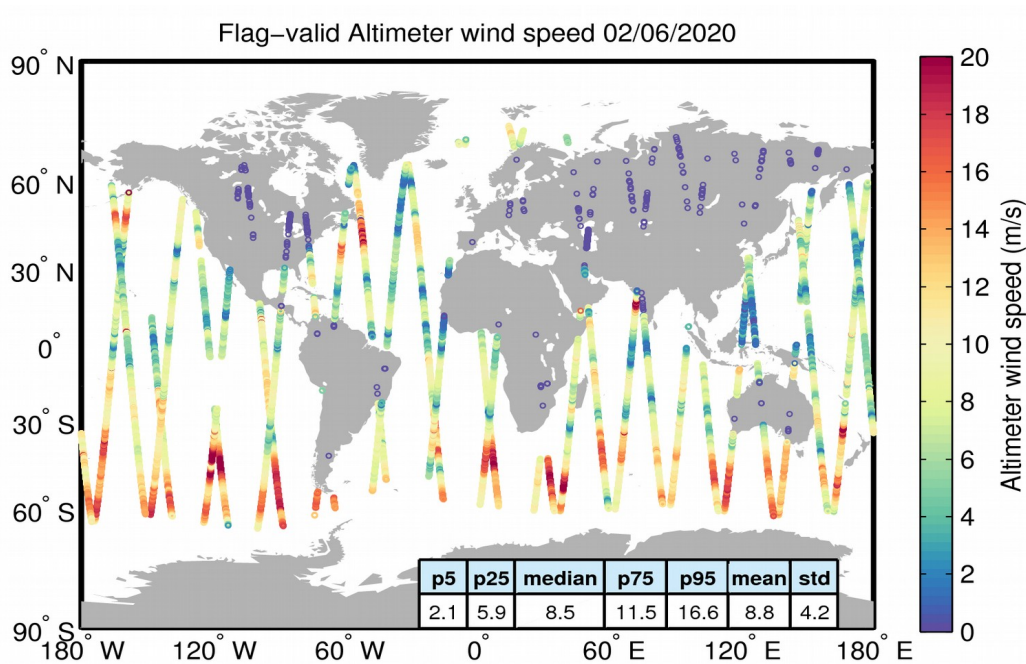 Flag−valid Altimeter wind speed 02/06/2020
90° N
60° N
30° N
0°
30° S
60° S
90° S
180° W
120° W
60° W
0°
60° E
120° E
180° E
20
18
16
14
12
10
8
6
4
2
0
Altimeter wind speed (m/s)
p5 p25 median p75 p95 mean std
2.1 5.9 8.5 11.5 16.6 8.8 4.2